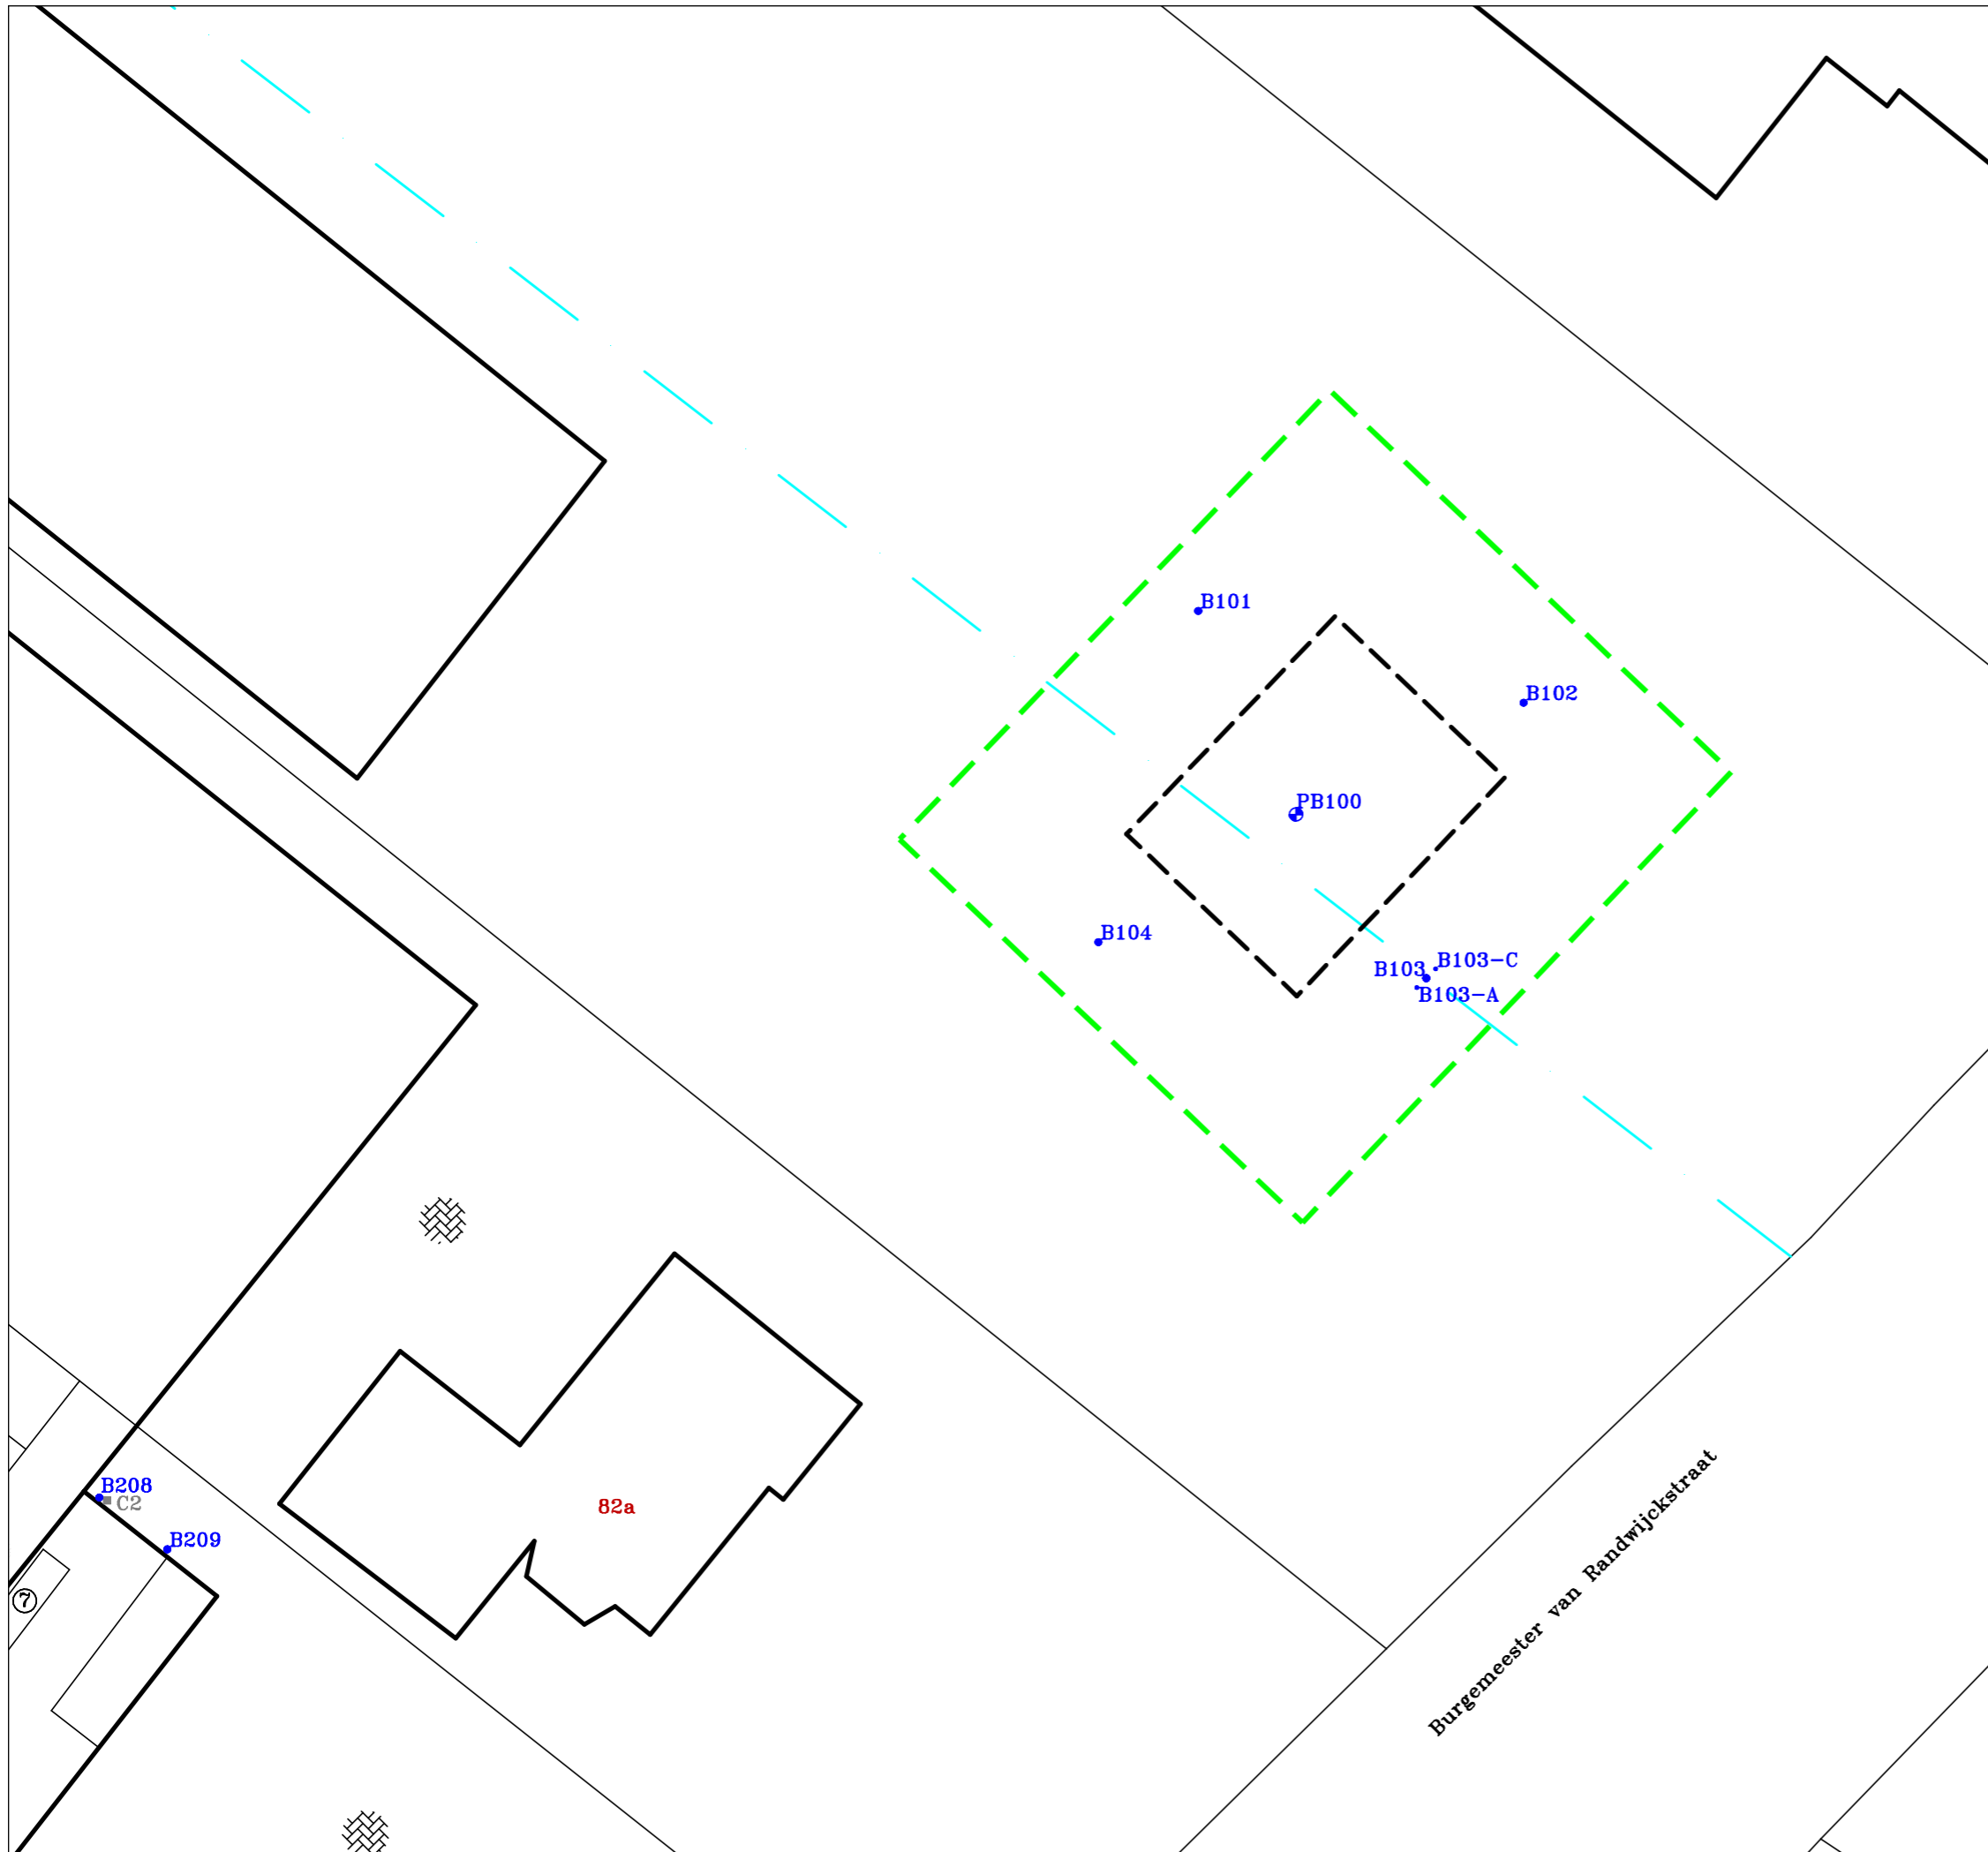 B101
B102
PB100
B104
B103-C
B103
B103-A
B208
C2
82a
B209
7
Burgemeester van Randwijckstraat